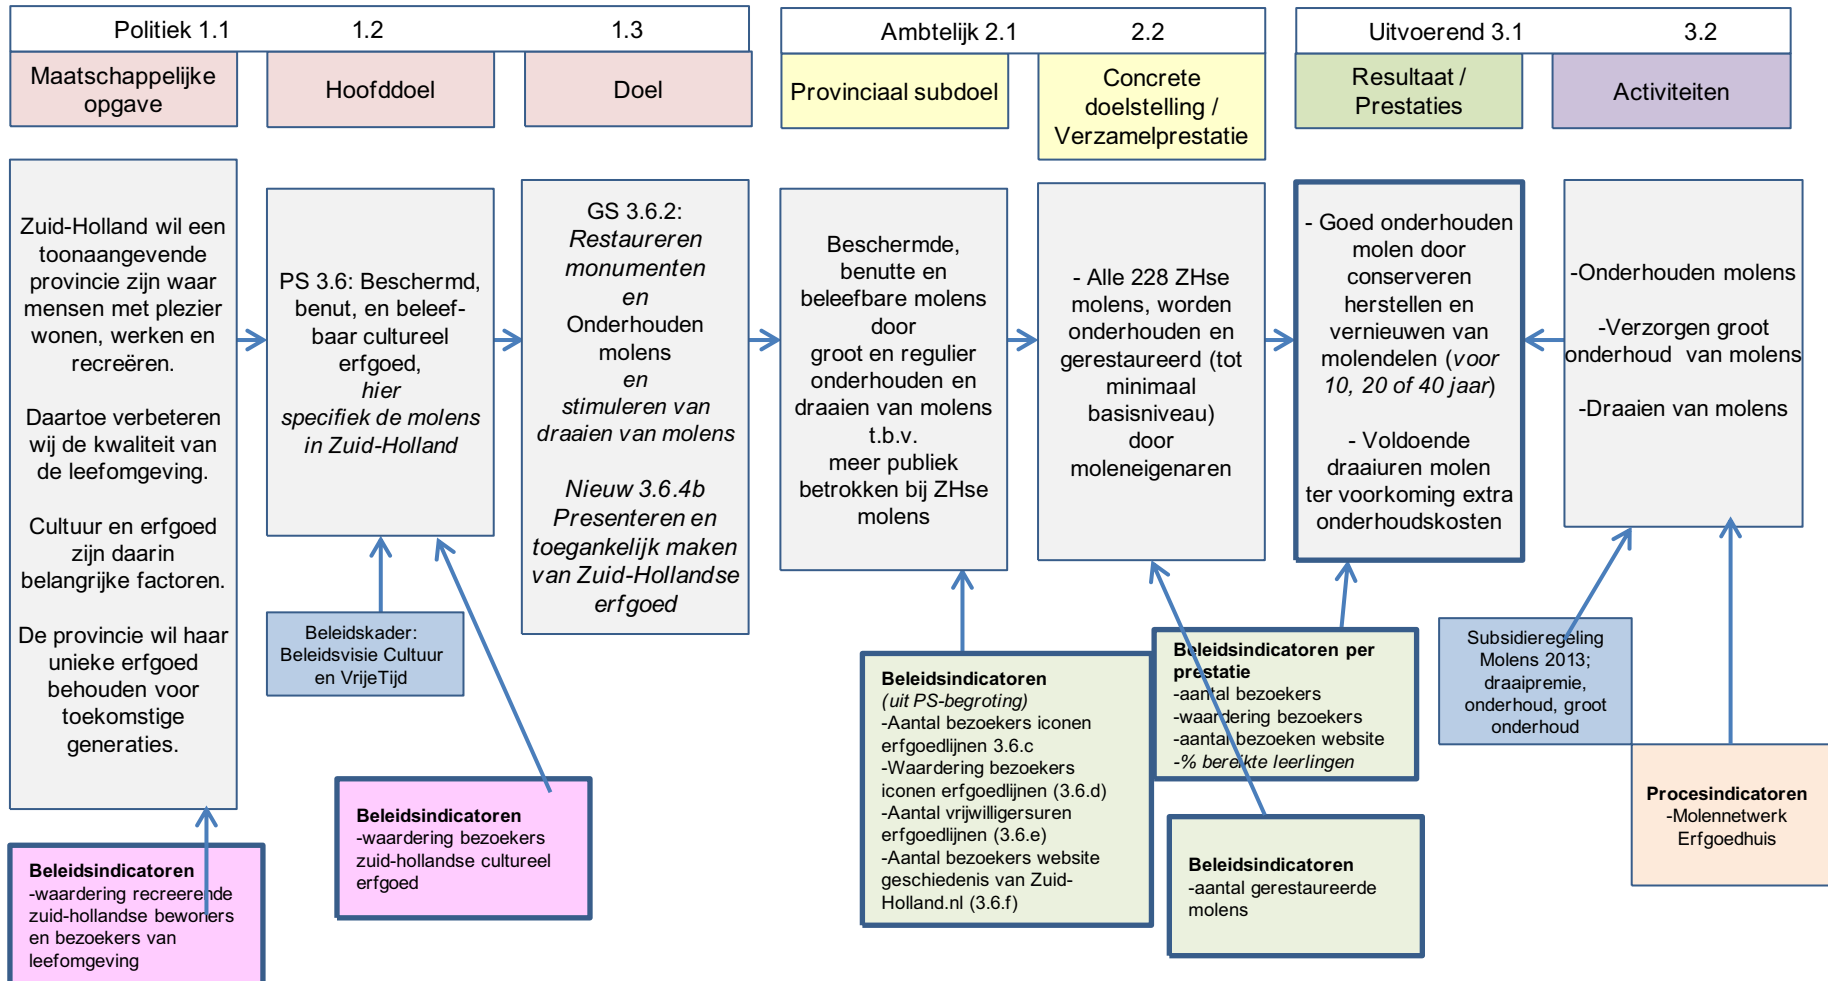 Politiek 1.1 1.2 1.3
Ambtelijk 2.1 2.2
Uitvoerend 3.1 3.2
Maatschappelijke
opgave
Hoofddoel
Doel
Provinciaal subdoel
Concrete
doelstelling /
Verzamelprestatie
Resultaat /
Prestaties
Activiteiten
Zuid-Holland wil een
toonaangevende
provincie zijn waar
mensen met plezier
wonen, werken en
recreëren.
Daartoe verbeteren
wij de kwaliteit van
de leefomgeving.
Cultuur en erfgoed
zijn daarin
belangrijke factoren.
De provincie wil haar
unieke erfgoed
behouden voor
toekomstige
generaties.
PS 3.6: Beschermd,
benut, en beleef-
baar cultureel
erfgoed,
hier
specifiek de molens
in Zuid-Holland
GS 3.6.2:
Restaureren
monumenten
en
Onderhouden
molens
en
stimuleren van
draaien van molens
Nieuw 3.6.4b
Presenteren en
toegankelijk maken
van Zuid-Hollandse
erfgoed
Beschermde,
benutte en
beleefbare molens
door
groot en regulier
onderhouden en
draaien van molens
t.b.v.
meer publiek
betrokken bij ZHse
molens
- Alle 228 ZHse
molens, worden
onderhouden en
gerestaureerd (tot
minimaal
basisniveau)
door
moleneigenaren
- Goed onderhouden
molen door
conserveren
herstellen en
vernieuwen van
molendelen (voor
10, 20 of 40 jaar)
- Voldoende
draaiuren molen
ter voorkoming extra
onderhoudskosten
-Onderhouden molens
-Verzorgen groot
onderhoud van molens
-Draaien van molens
Beleidskader:
Beleidsvisie Cultuur
en VrijeTijd
Beleidsindicatoren
(uit PS-begroting)
-Aantal bezoekers iconen
erfgoedlijnen 3.6.c
-Waardering bezoekers
iconen erfgoedlijnen (3.6.d)
-Aantal vrijwilligersuren
erfgoedlijnen (3.6.e)
-Aantal bezoekers website
geschiedenis van Zuid-
Holland.nl (3.6.f)
Beleidsindicatoren per
prestatie
-aantal bezoekers
-waardering bezoekers
-aantal bezoeken website
-% bereikte leerlingen
Subsidieregeling
Molens 2013;
draaipremie,
onderhoud, groot
onderhoud
Procesindicatoren
-Molennetwerk
Erfgoedhuis
Beleidsindicatoren
-waardering bezoekers
zuid-hollandse cultureel
erfgoed
Beleidsindicatoren
-waardering recreerende
zuid-hollandse bewoners
en bezoekers van
leefomgeving
Beleidsindicatoren
-aantal gerestaureerde
molens